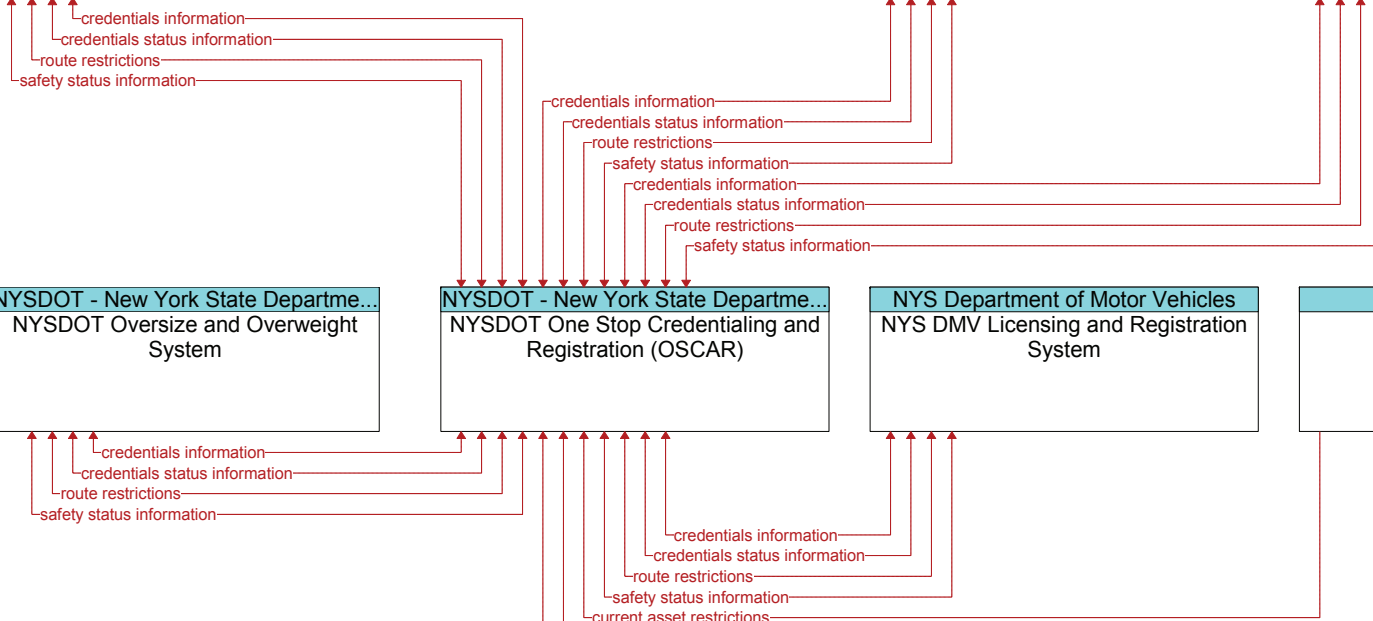 credentials information
credentials status information
route restrictions
safety status information
credentials information
credentials status information
route restrictions
safety status information
credentials information
credentials status information
route restrictions
safety status information
NYSDOT - New York State Departme...
NYSDOT Oversize and Overweight
System
NYSDOT - New York State Departme...
NYSDOT One Stop Credentialing and
Registration (OSCAR)
NYS Department of Motor Vehicles
NYS DMV Licensing and Registration
System
credentials information
credentials status information
route restrictions
safety status information
credentials information
credentials status information
route restrictions
safety status information
current asset restrictions